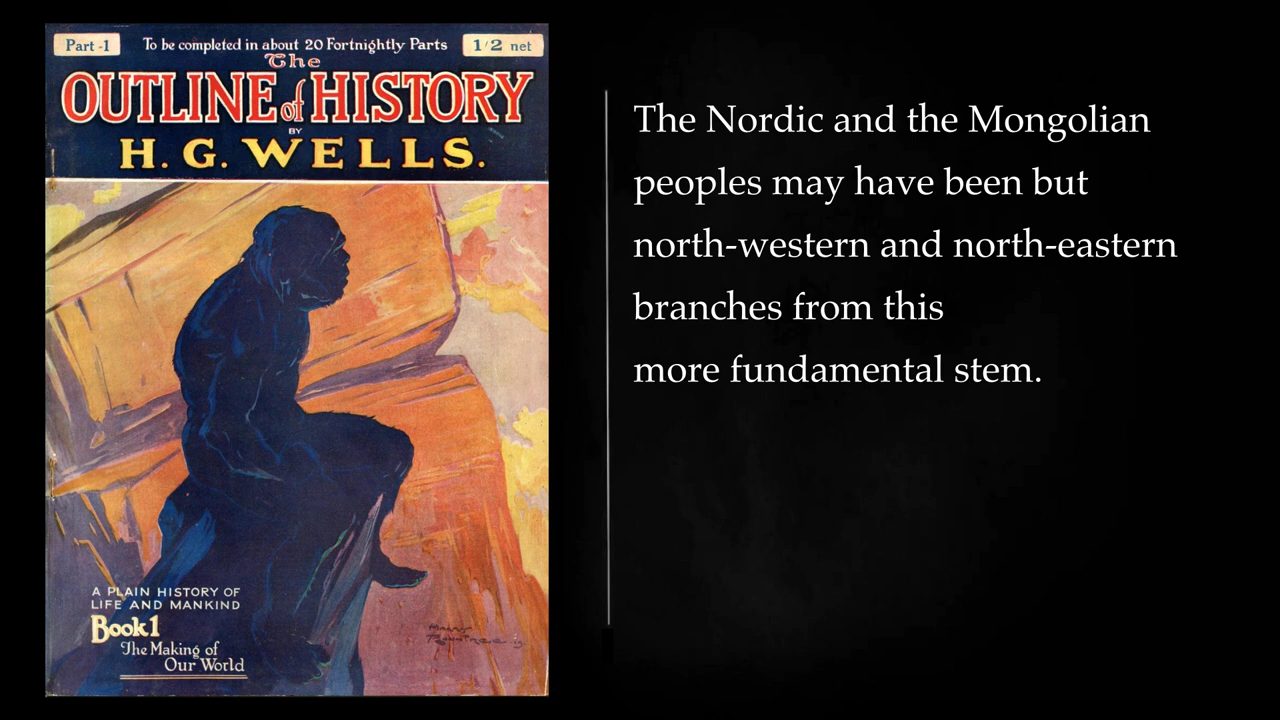 Part -1
To be completed in about 20 Fortnightly Parts
1/2 net
The
OUTLINE of HISTORY
BY
H. G. WELLS.
A PLAIN HISTORY OF
LIFE AND MANKIND
Book 1
The Making of
Our World
The Nordic and the Mongolian
peoples may have been but
north-western and north-eastern
branches from this
more fundamental stem.